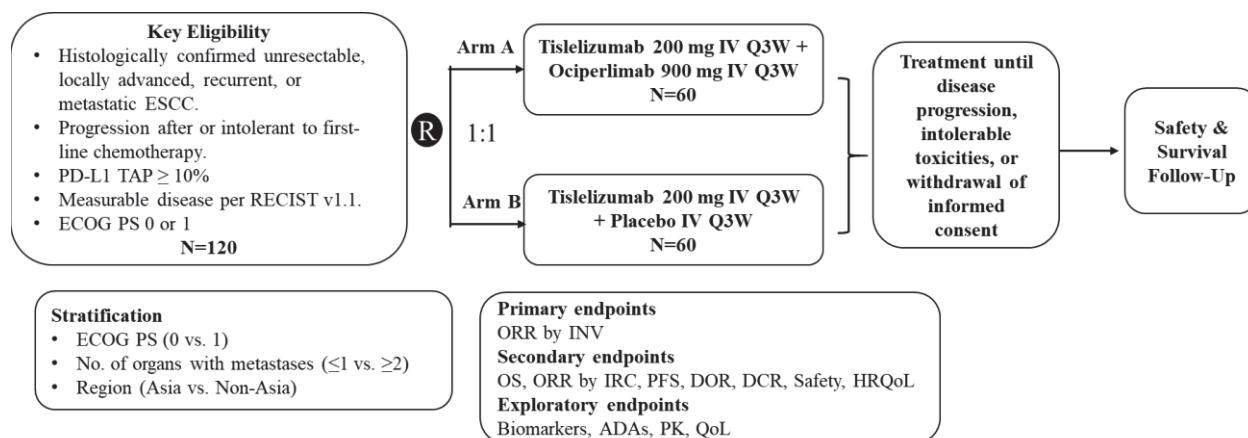 Key Eligibility
• Histologically confirmed unresectable,
locally advanced, recurrent, or
metastatic ESCC.
• Progression after or intolerant to first-
line chemotherapy.
• PD-L1 TAP ≥ 10%
• Measurable disease per RECIST v1.1.
• ECOG PS 0 or 1
N=120
R
1:1
Arm A
Tislelizumab 200 mg IV Q3W +
Ociperlimab 900 mg IV Q3W
N=60
Arm B
Tislelizumab 200 mg IV Q3W
+ Placebo IV Q3W
N=60
Treatment until
disease
progression,
intolerable
toxicities, or
withdrawal of
informed
consent
Safety &
Survival
Follow-Up
Stratification
• ECOG PS (0 vs. 1)
• No. of organs with metastases (≤1 vs. ≥2)
• Region (Asia vs. Non-Asia)
Primary endpoints
ORR by INV
Secondary endpoints
OS, ORR by IRC, PFS, DOR, DCR, Safety, HRQoL
Exploratory endpoints
Biomarkers, ADAs, PK, QoL